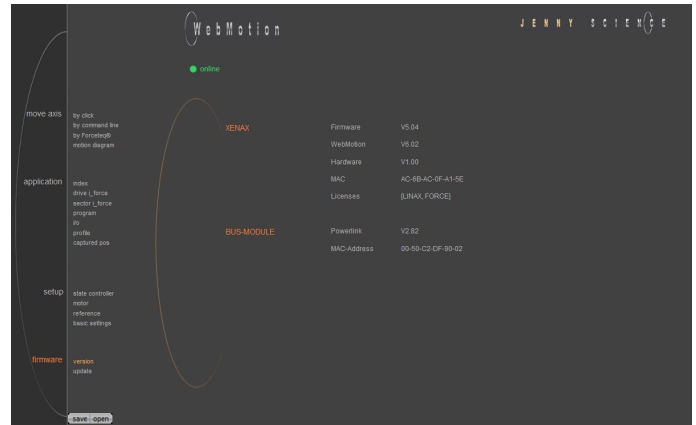 WebMotion
JENNY SCIENCE
online
move axis
by click
by command line
by Forceteq®
motion diagram
application
index
drive i_force
sector i_force
program
i/o
profile
captured pos
setup
state controller
motor
reference
basic settings
firmware
version
update
save open
XENAX
Firmware V5.04
WebMotion V6.02
Hardware V1.00
MAC AC-6B-AC-0F-A1-5E
Licenses [LINAX, FORCE]
BUS-MODULE
Powerlink V2.82
MAC-Address 00-50-C2-DF-90-02